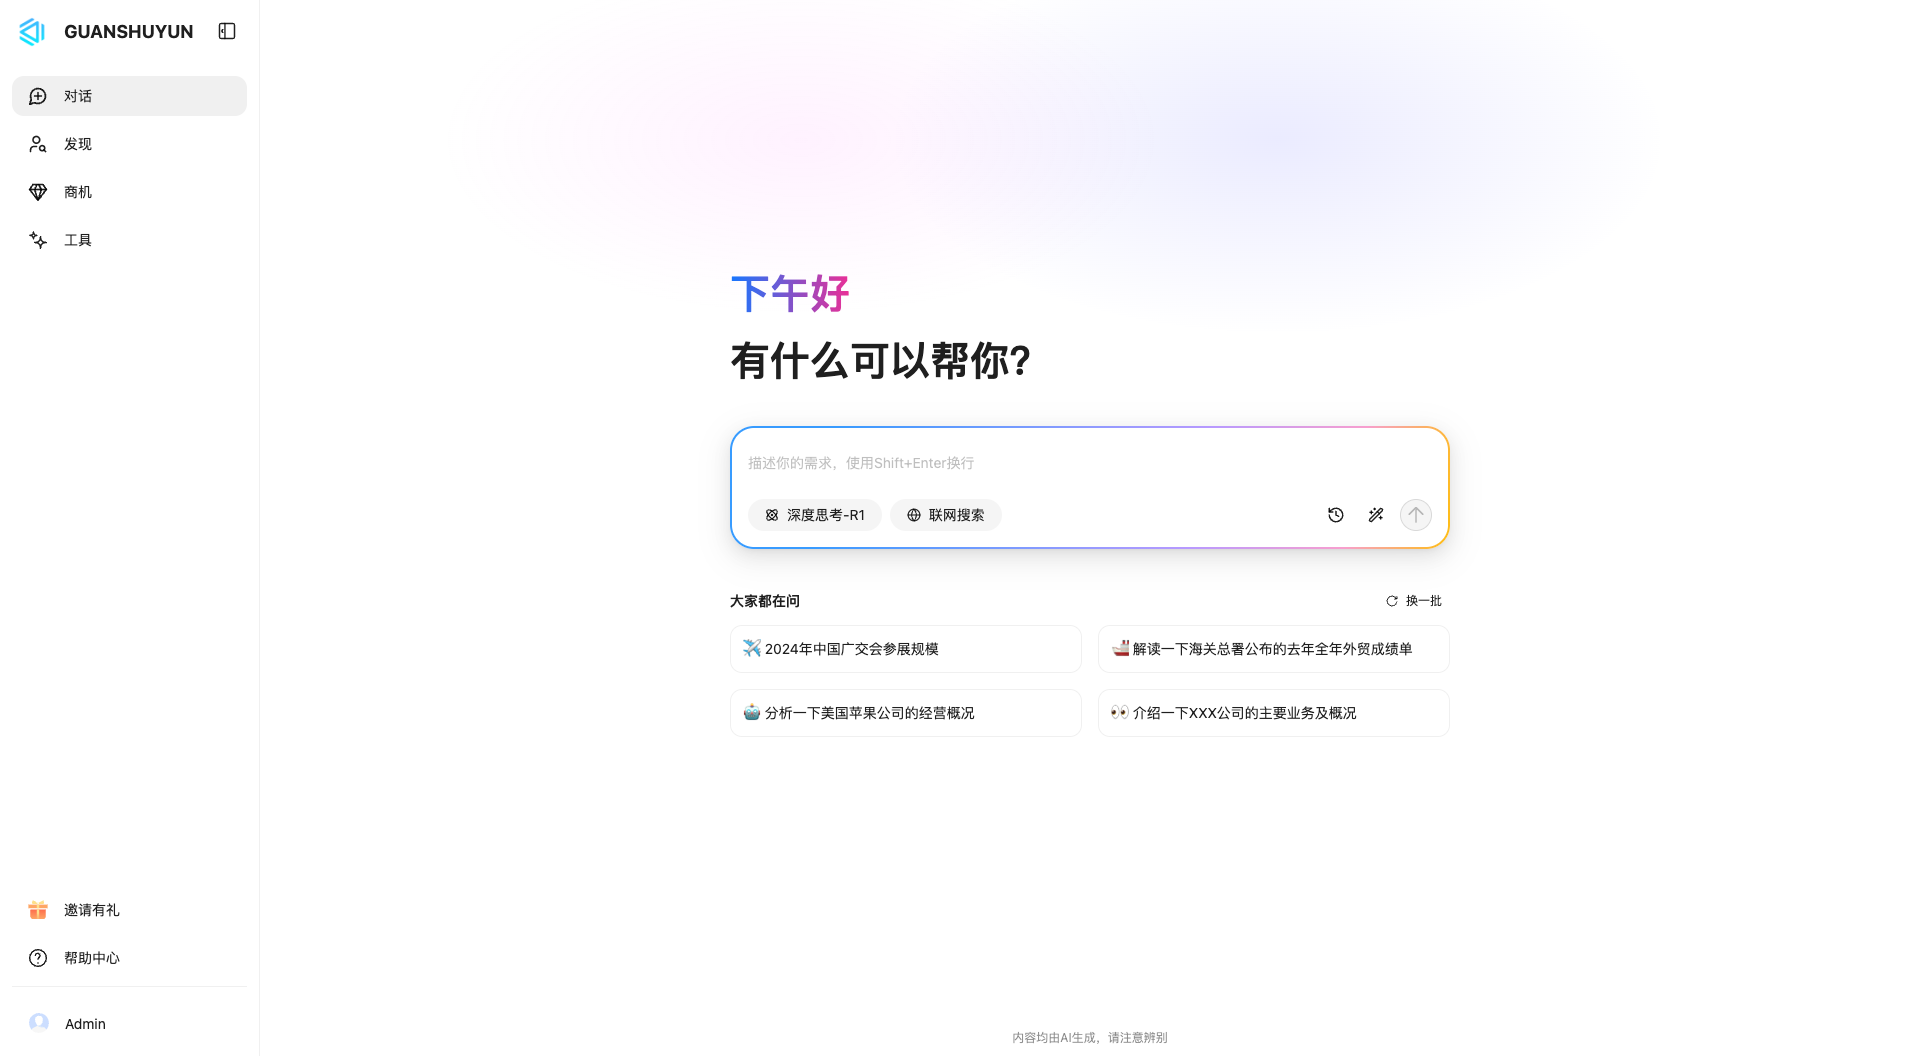 GUANSHUYUN
对话
发现
商机
工具
邀请有礼
帮助中心
Admin
下午好
有什么可以帮你?
描述你的需求，使用Shift+Enter换行
深度思考-R1
联网搜索
大家都在问
换一批
2024年中国广交会参展规模
解读一下海关总署公布的去年全年外贸成绩单
分析一下美国苹果公司的经营概况
介绍一下XXX公司的主要业务及概况
内容均由AI生成，请注意辨别